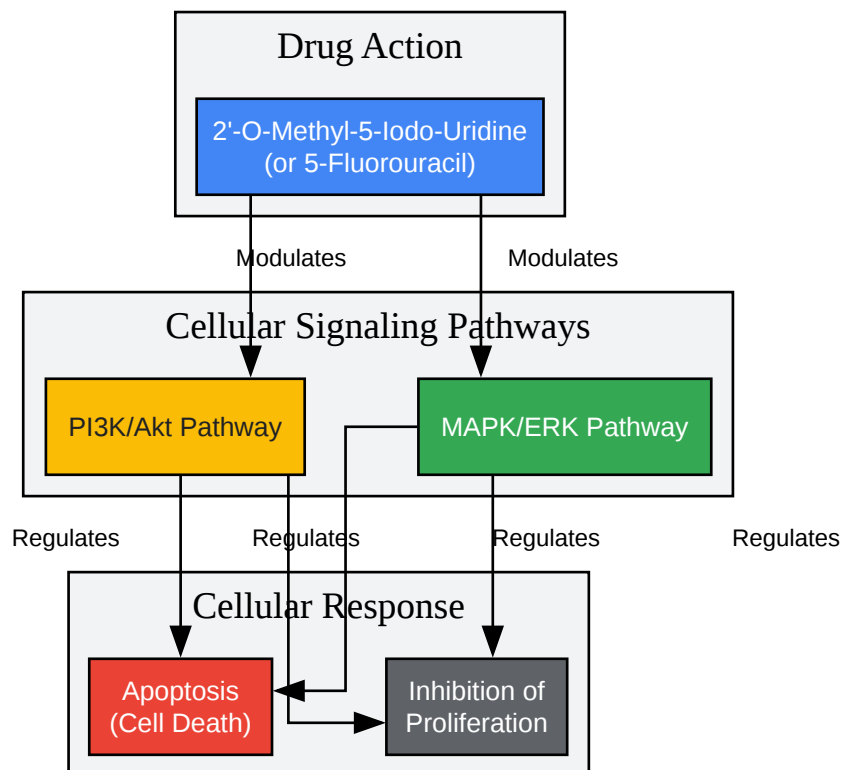 Drug Action
2'-O-Methyl-5-Iodo-Uridine
(or 5-Fluorouracil)
Modulates
Modulates
Cellular Signaling Pathways
PI3K/Akt Pathway
MAPK/ERK Pathway
Regulates
Regulates
Regulates
Regulates
Cellular Response
Apoptosis
(Cell Death)
Inhibition of
Proliferation